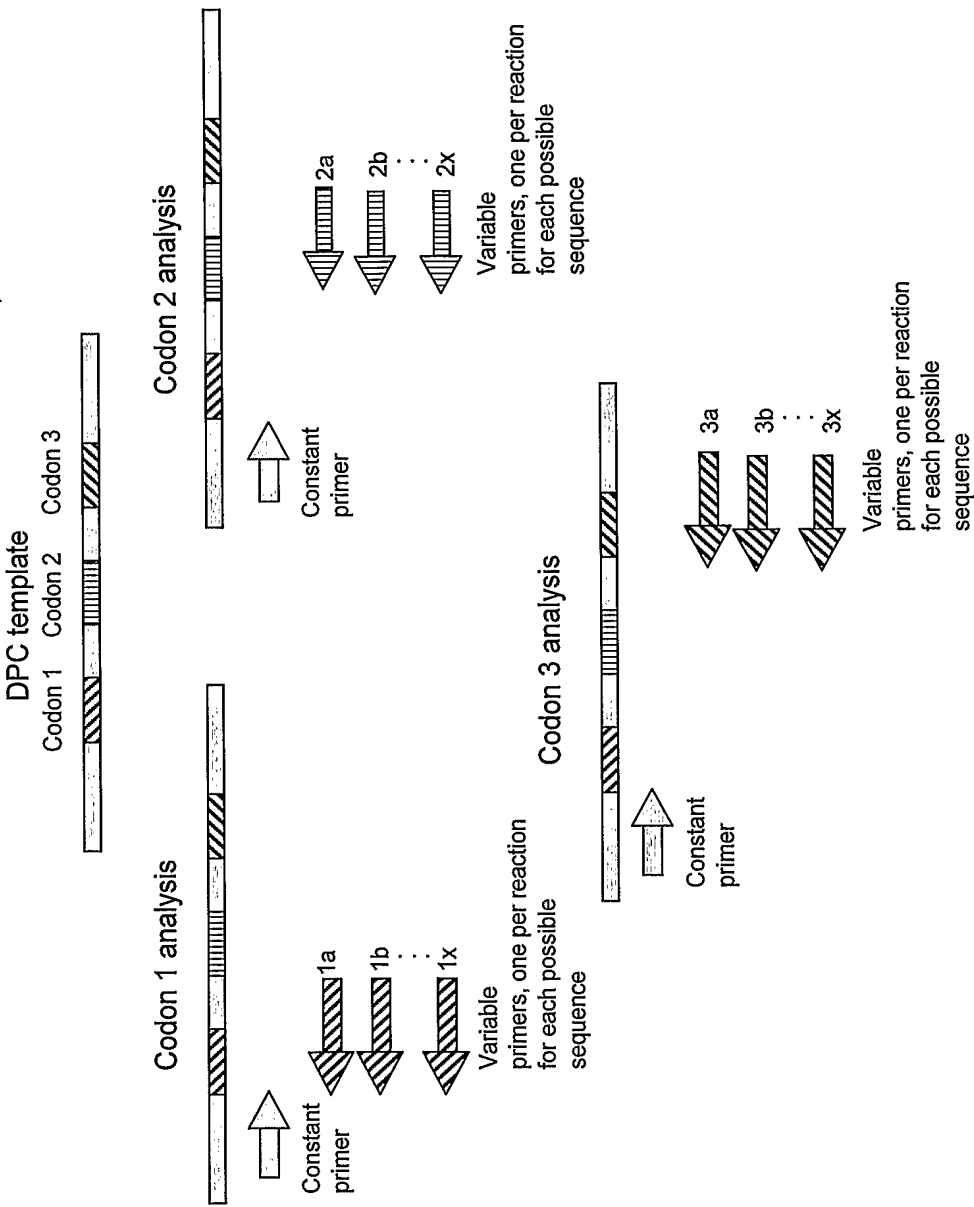 DPC template
Codon 1 Codon 2 Codon 3
Codon 1 analysis
Constant
primer
1a
1b
. . .
1x
Variable
primers, one per reaction
for each possible
sequence
Codon 2 analysis
Constant
primer
2a
2b
. . .
2x
Variable
primers, one per reaction
for each possible
sequence
Codon 3 analysis
Constant
primer
3a
3b
. . .
3x
Variable
primers, one per reaction
for each possible
sequence